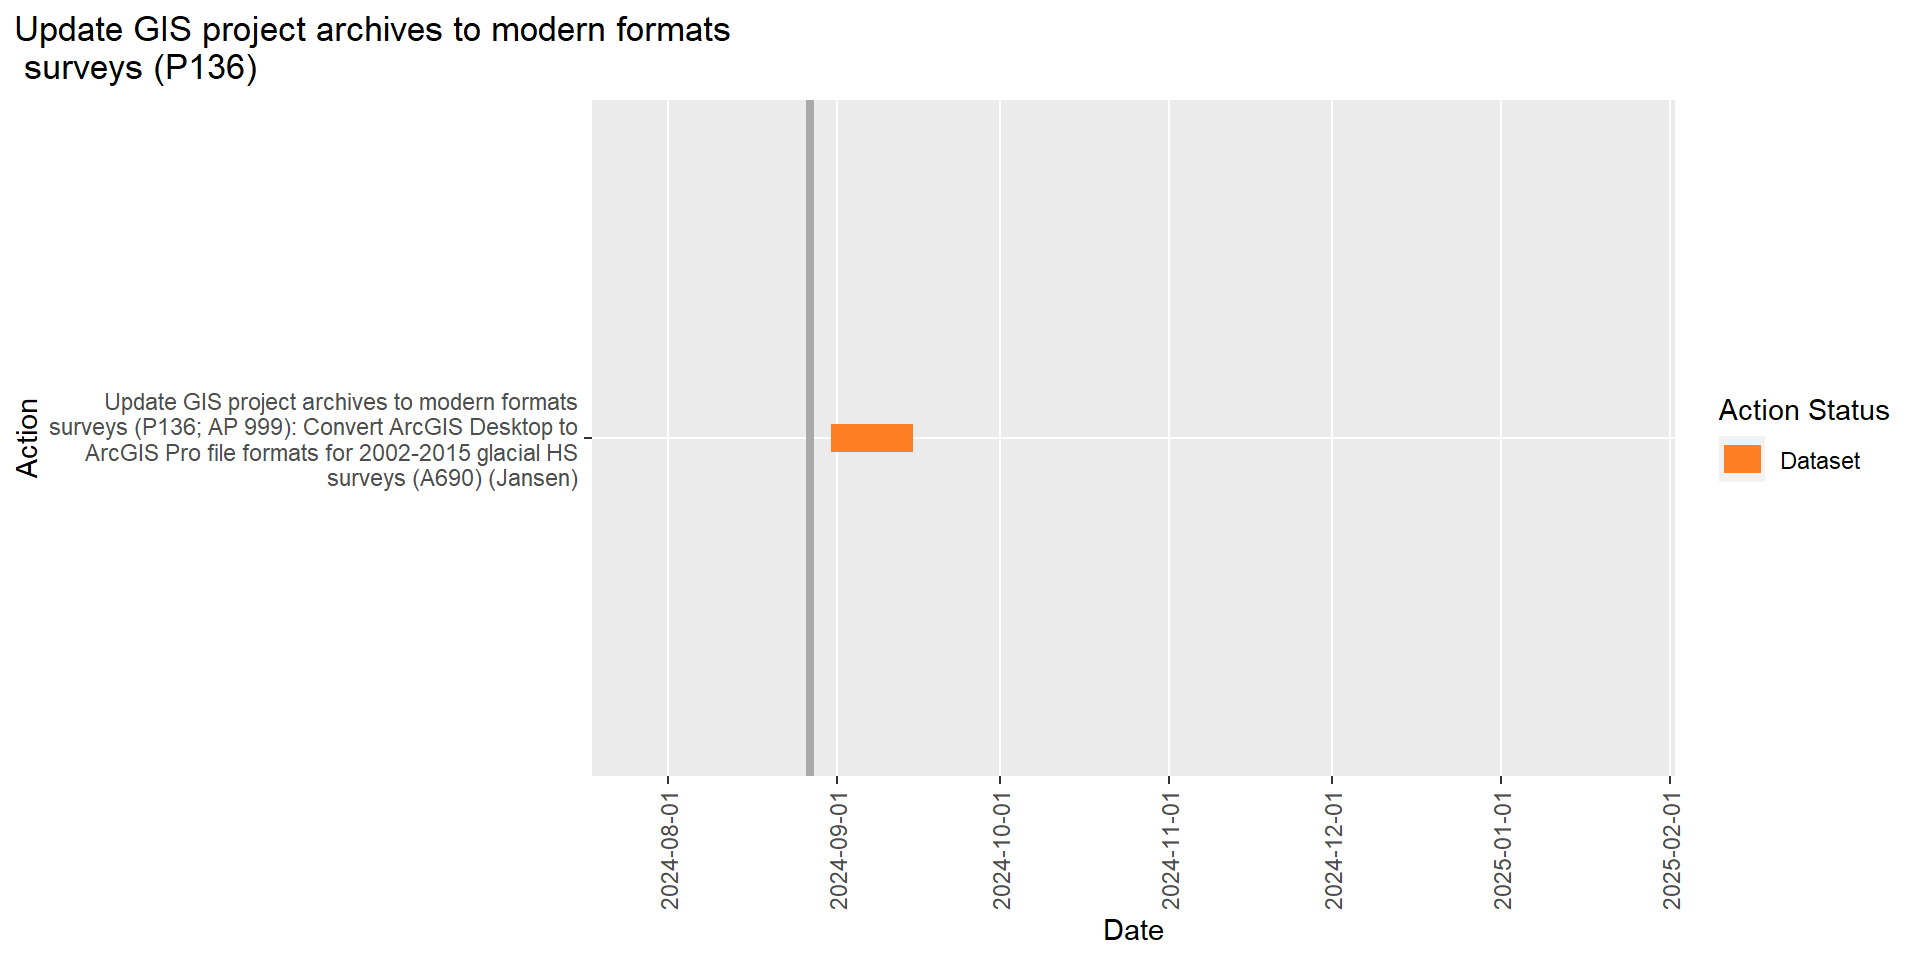 Update GIS project archives to modern formats
surveys (P136)
Action
Update GIS project archives to modern formats
surveys (P136; AP 999): Convert ArcGIS Desktop to
ArcGIS Pro file formats for 2002-2015 glacial HS
surveys (A690) (Jansen)
Action Status
Dataset
2024-08-01
2024-09-01
2024-10-01
2024-11-01
2024-12-01
2025-01-01
2025-02-01
Date